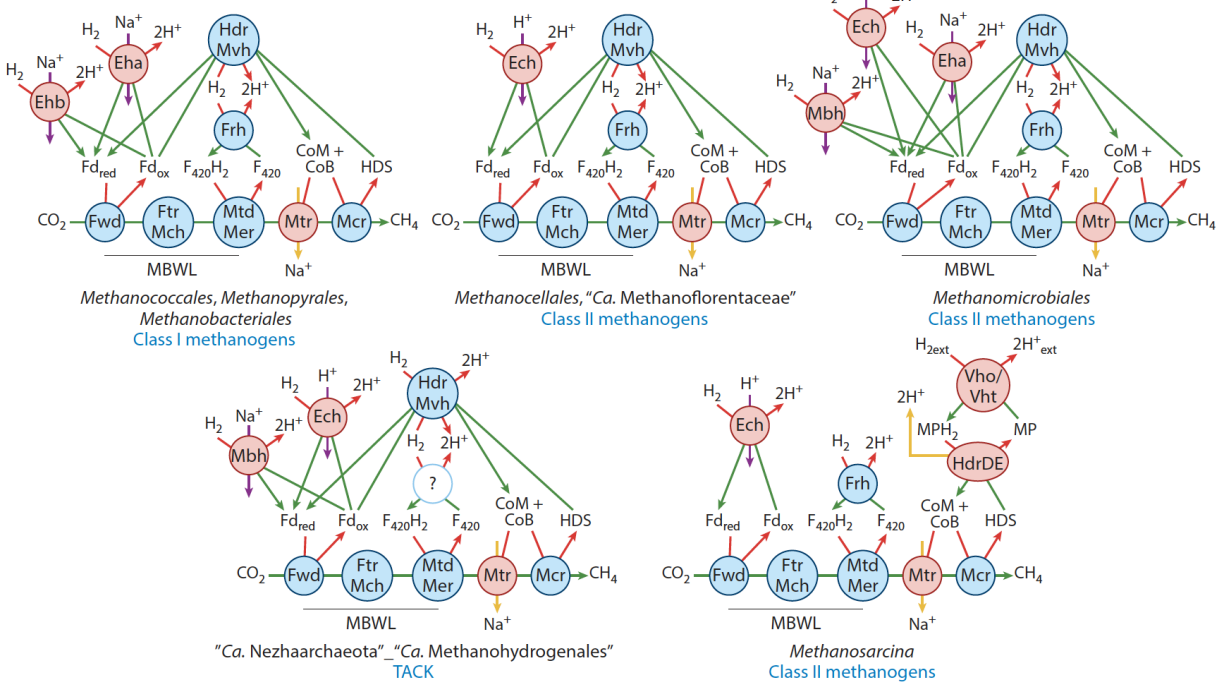 H2 Na+ 2H+
Eha
H2 Na+ 2H+
Ehb
Hdr
Mvh
H2 2H+
Frh
Fdred Fdox F420H2 F420
CoM +
CoB
HDS
CO2 Fwd
Ftr
Mch
Mtd
Mer
Mtr Mcr CH4
MBWL Na+
Methanococcales, Methanopyrales,
Methanobacteriales
Class I methanogens
H2 H+ 2H+
Ech
Hdr
Mvh
H2 2H+
Frh
Fdred Fdox F420H2 F420
CoM +
CoB
HDS
CO2 Fwd
Ftr
Mch
Mtd
Mer
Mtr Mcr CH4
MBWL Na+
Methanocellales, “Ca. Methanoflorentaceae”
Class II methanogens
Ech
H2 Na+ 2H+
Eha
H2 Na+ 2H+
Mbh
Hdr
Mvh
H2 2H+
Frh
Fdred Fdox F420H2 F420
CoM +
CoB
HDS
CO2 Fwd
Ftr
Mch
Mtd
Mer
Mtr Mcr CH4
MBWL Na+
Methanomicrobiales
Class II methanogens
H2 H+ 2H+
Ech
H2 Na+ 2H+
Mbh
H2 2H+
Hdr
Mvh
H2 2H+
?
Fdred Fdox F420H2 F420
CoM +
CoB
HDS
CO2 Fwd
Ftr
Mch
Mtd
Mer
Mtr Mcr CH4
MBWL Na+
”Ca. Nezhaarchaeota”_“Ca. Methanohydrogenales”
TACK
H2ext 2H+ext
Vho/
Vht
2H+
MPH2 MP
HdrDE
H2 H+ 2H+
Ech
H2 2H+
Frh
Fdred Fdox F420H2 F420
CoM +
CoB
HDS
CO2 Fwd
Ftr
Mch
Mtd
Mer
Mtr Mcr CH4
MBWL Na+
Methanosarcina
Class II methanogens